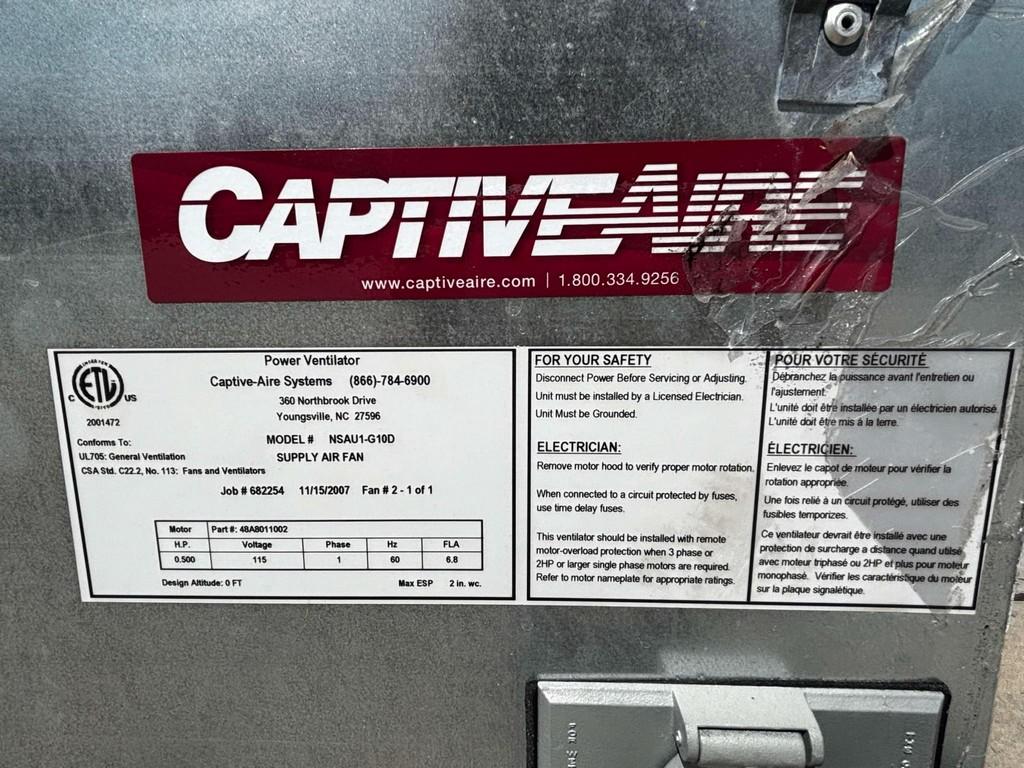 CAPTIVEAIRE
www.captiveaire.com | 1.800.334.9256
ETL
C US
2001472
Power Ventilator
Captive-Aire Systems (866)-784-6900
360 Northbrook Drive
Youngsville, NC 27596
Conforms To:
MODEL # NSAU1-G10D
UL705: General Ventilation
SUPPLY AIR FAN
CSA Std. C22.2, No. 113: Fans and Ventilators
Job # 682254 11/15/2007 Fan # 2 - 1 of 1
Motor Part #: 48A8011002
H.P. Voltage Phase Hz FLA
0.500 115 1 60 6.8
Design Altitude: 0 FT Max ESP 2 in. wc.
FOR YOUR SAFETY
Disconnect Power Before Servicing or Adjusting.
Unit must be installed by a Licensed Electrician.
Unit Must be Grounded.
ELECTRICIAN:
Remove motor hood to verify proper motor rotation.
When connected to a circuit protected by fuses,
use time delay fuses.
This ventilator should be installed with remote
motor-overload protection when 3 phase or
2HP or larger single phase motors are required.
Refer to motor nameplate for appropriate ratings.
POUR VOTRE SÉCURITÉ
Débranchez la puissance avant l'entretien ou
l'ajustement.
L'unité doit être installée par un électricien autorisé.
L'unité doit être mis á la terre.
ÉLECTRICIEN:
Enlevez le capot de moteur pour vérifier la
rotation appropriée.
Une fois relié à un circuit protégé, utiliser des
fusibles temporizes.
Ce ventilateur devrait être installé avec une
protection de surcharge a distance quand utilisé
avec moteur triphasé ou 2HP et plus pour moteur
monophasé. Vérifier les caractéristique du moteur
sur la plaque signalétique.